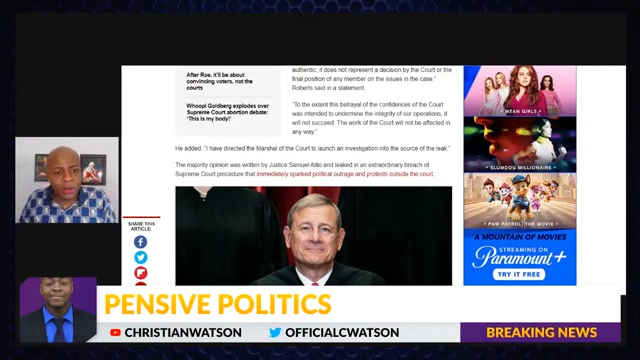 After Roe, it'll be about
convincing voters, not the
courts
Whoopi Goldberg explodes over
Supreme Court abortion debate:
'This is my body!'
authentic, it does not represent a decision by the Court or the
final position of any member on the issues in the case."
Roberts said in a statement.
"To the extent this betrayal of the confidences of the Court
was intended to undermine the integrity of our operations, it
will not succeed. The work of the Court will not be affected in
any way."
He added: "I have directed the Marshal of the Court to launch an investigation into the source of the leak."
The majority opinion was written by Justice Samuel Alito and leaked in an extraordinary breach of
Supreme Court procedure that immediately sparked political outrage and protests outside the court.
SHARE THIS
ARTICLE:
MEAN GIRLS
SLUMDOG MILLIONAIRE
PAW PATROL: THE MOVIE
A MOUNTAIN OF MOVIES
STREAMING ON
Paramount+
TRY IT FREE
PENSIVE POLITICS
CHRISTIANWATSON
OFFICIALCWATSON
BREAKING NEWS